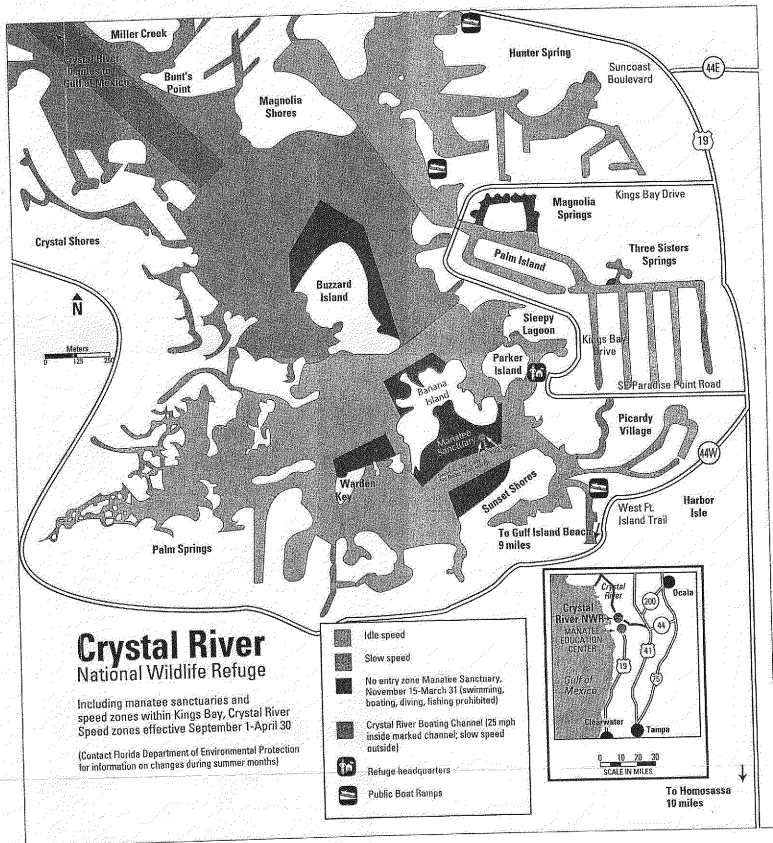 Miller Creek
Crystal River
6 miles to
Gulf of Mexico
Bunt's
Point
Magnolia
Shores
Hunter Spring
Suncoast
Boulevard
44E
19
Kings Bay Drive
Magnolia
Springs
Crystal Shores
Palm Island
Three Sisters
Springs
Buzzard
Island
N
Meters
0 125 250
Sleepy
Lagoon
Kings Bay
Drive
Parker
Island
SE Paradise Point Road
Banana
Island
Manatee
Sanctuary
Picardy
Village
44W
Warden
Key
Sunset Shores
West Ft.
Island Trail
Harbor
Isle
To Gulf Island Beach
9 miles
Palm Springs
Crystal River
National Wildlife Refuge
Including manatee sanctuaries and
speed zones within Kings Bay, Crystal River
Speed zones effective September 1-April 30
(Contact Florida Department of Environmental Protection
for information on changes during summer months)
Idle speed
Slow speed
No entry zone Manatee Sanctuary,
November 15-March 31 (swimming,
boating, diving, fishing prohibited)
Crystal River Boating Channel (25 mph
inside marked channel; slow speed
outside)
Refuge headquarters
Public Boat Ramps
Crystal
River
Ocala
Crystal
River NWR
200
MANATEE
EDUCATION
CENTER
44
19
41
75
Gulf of
Mexico
Clearwater
Tampa
0 10 20 30
SCALE IN MILES
To Homosassa
10 miles